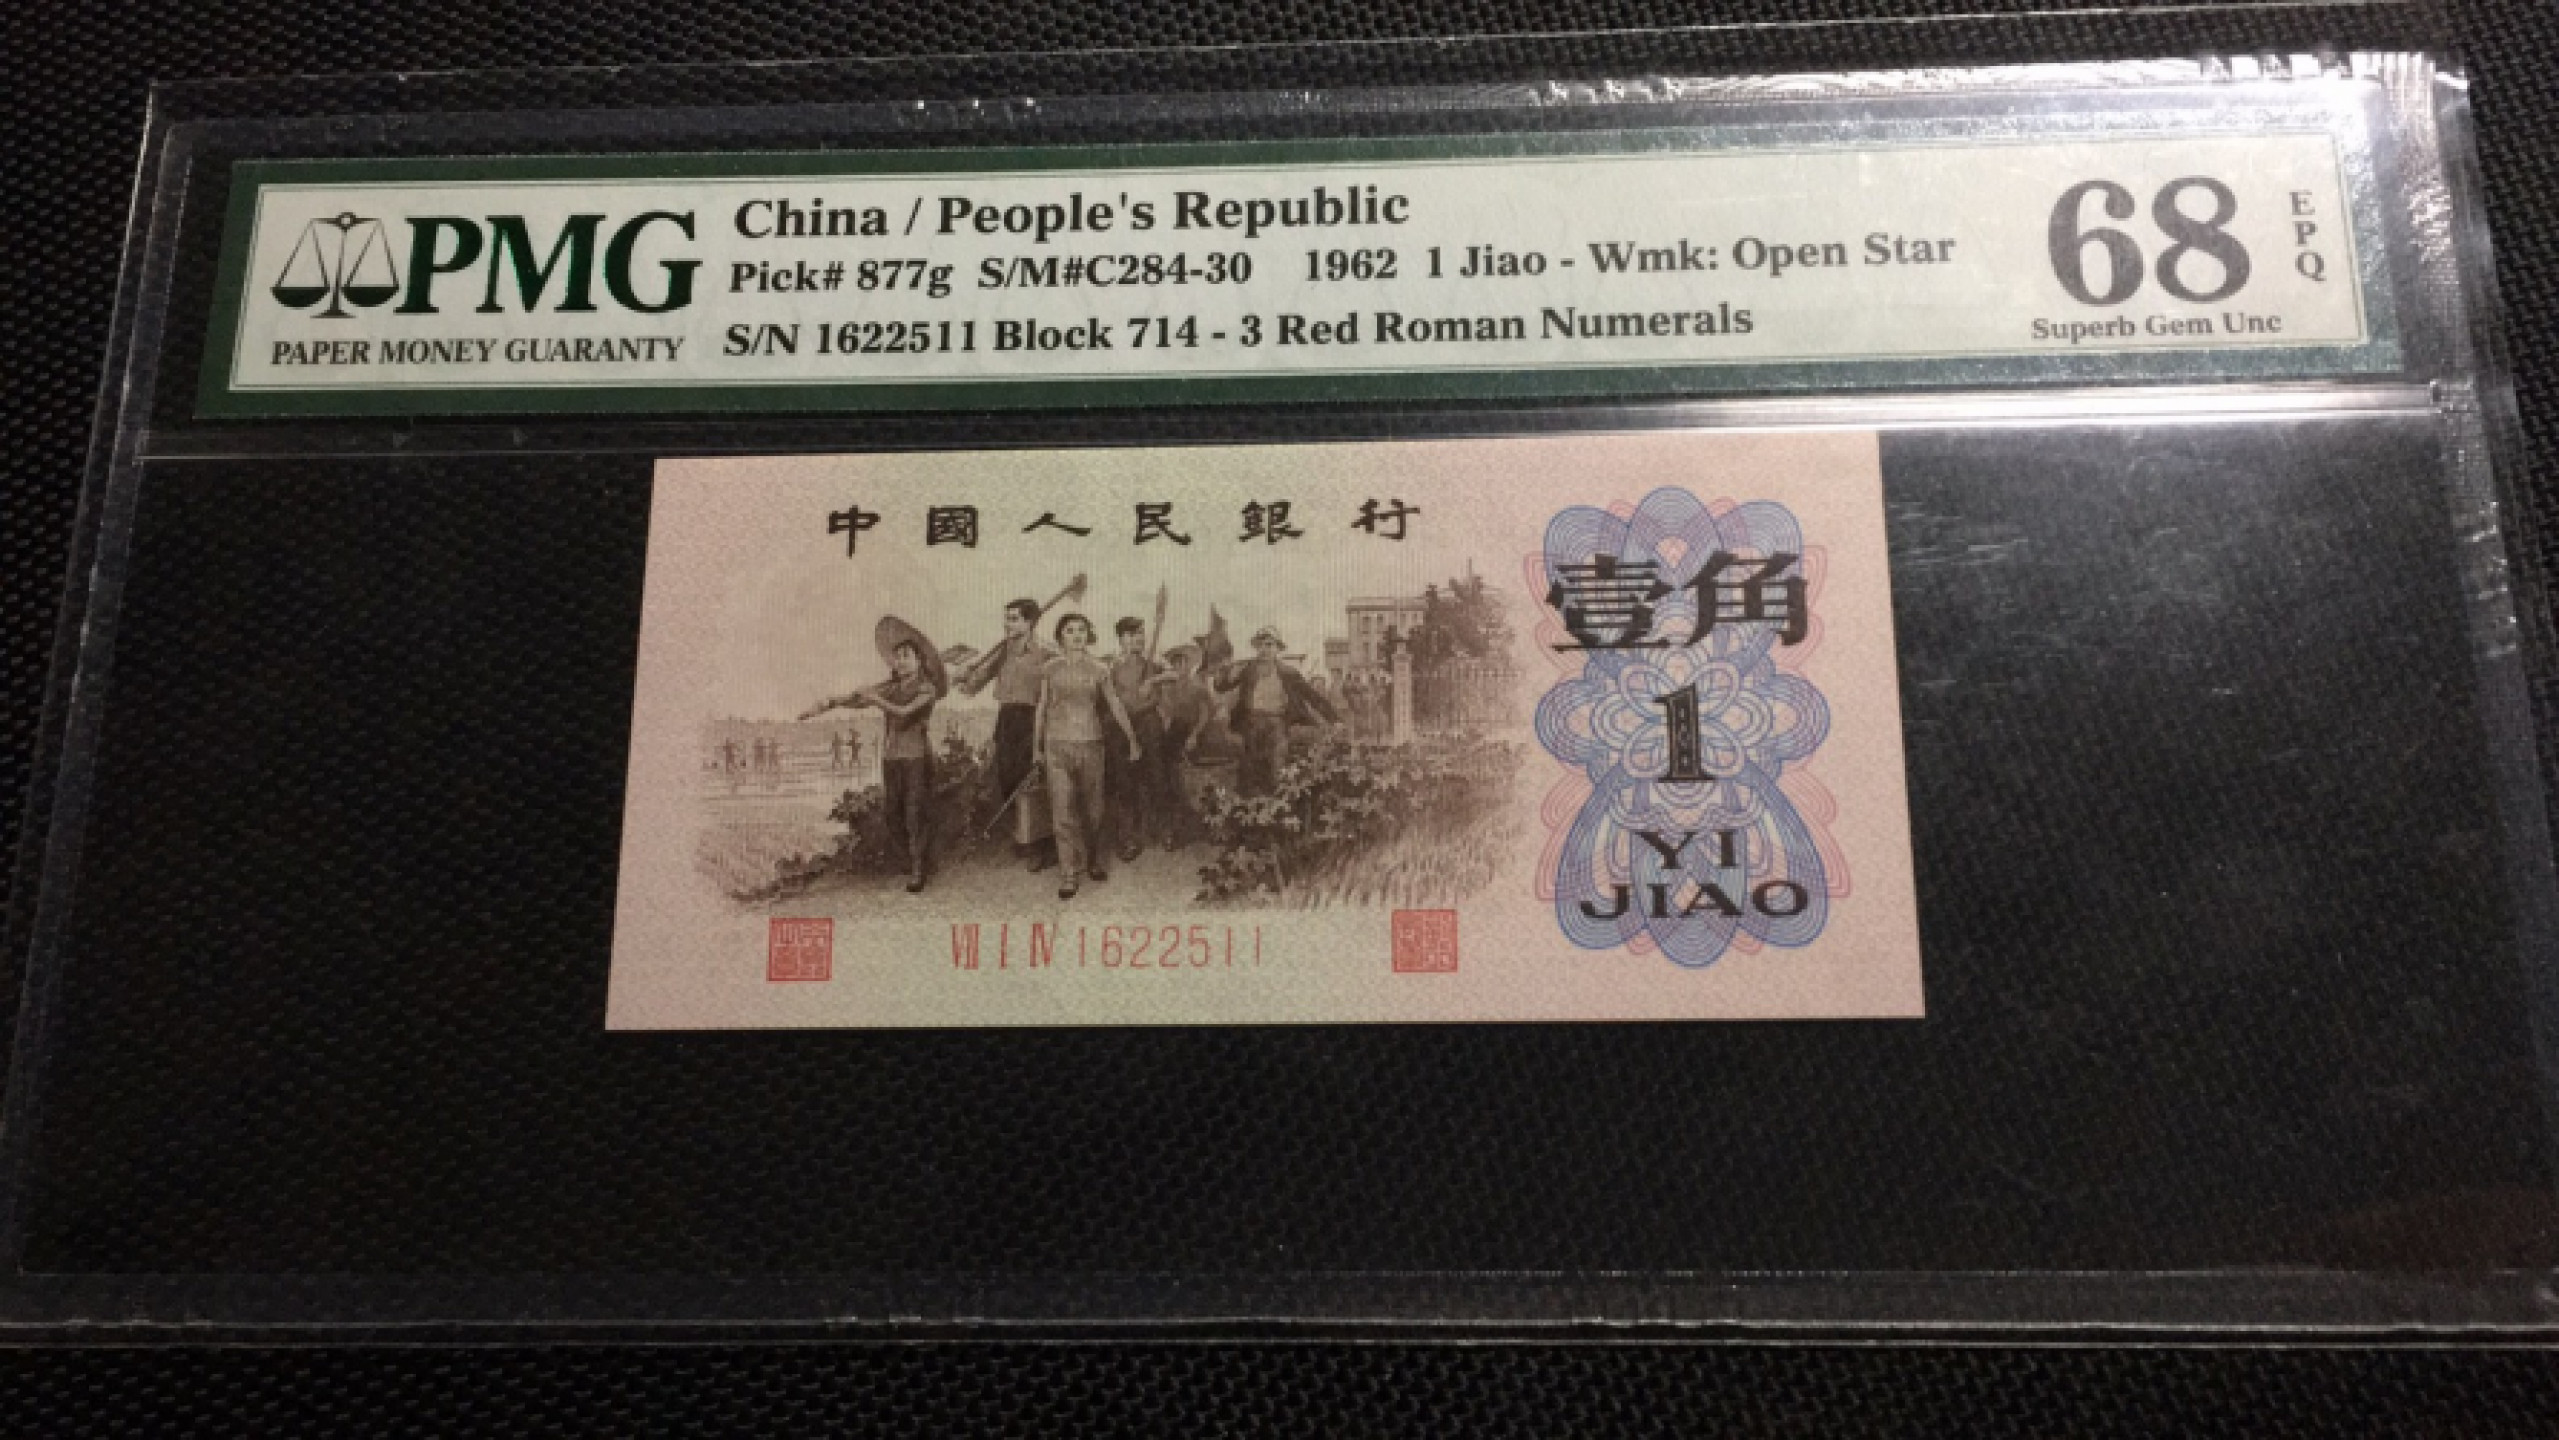 PMG
PAPER MONEY GUARANTY
China / People's Republic
Pick# 877g S/M#C284-30 1962 1 Jiao - Wmk: Open Star
S/N 1622511 Block 714 - 3 Red Roman Numerals
68
EPQ
Superb Gem Unc
中國人民銀行
壹角
1
YI
JIAO
VII I IV 1622511